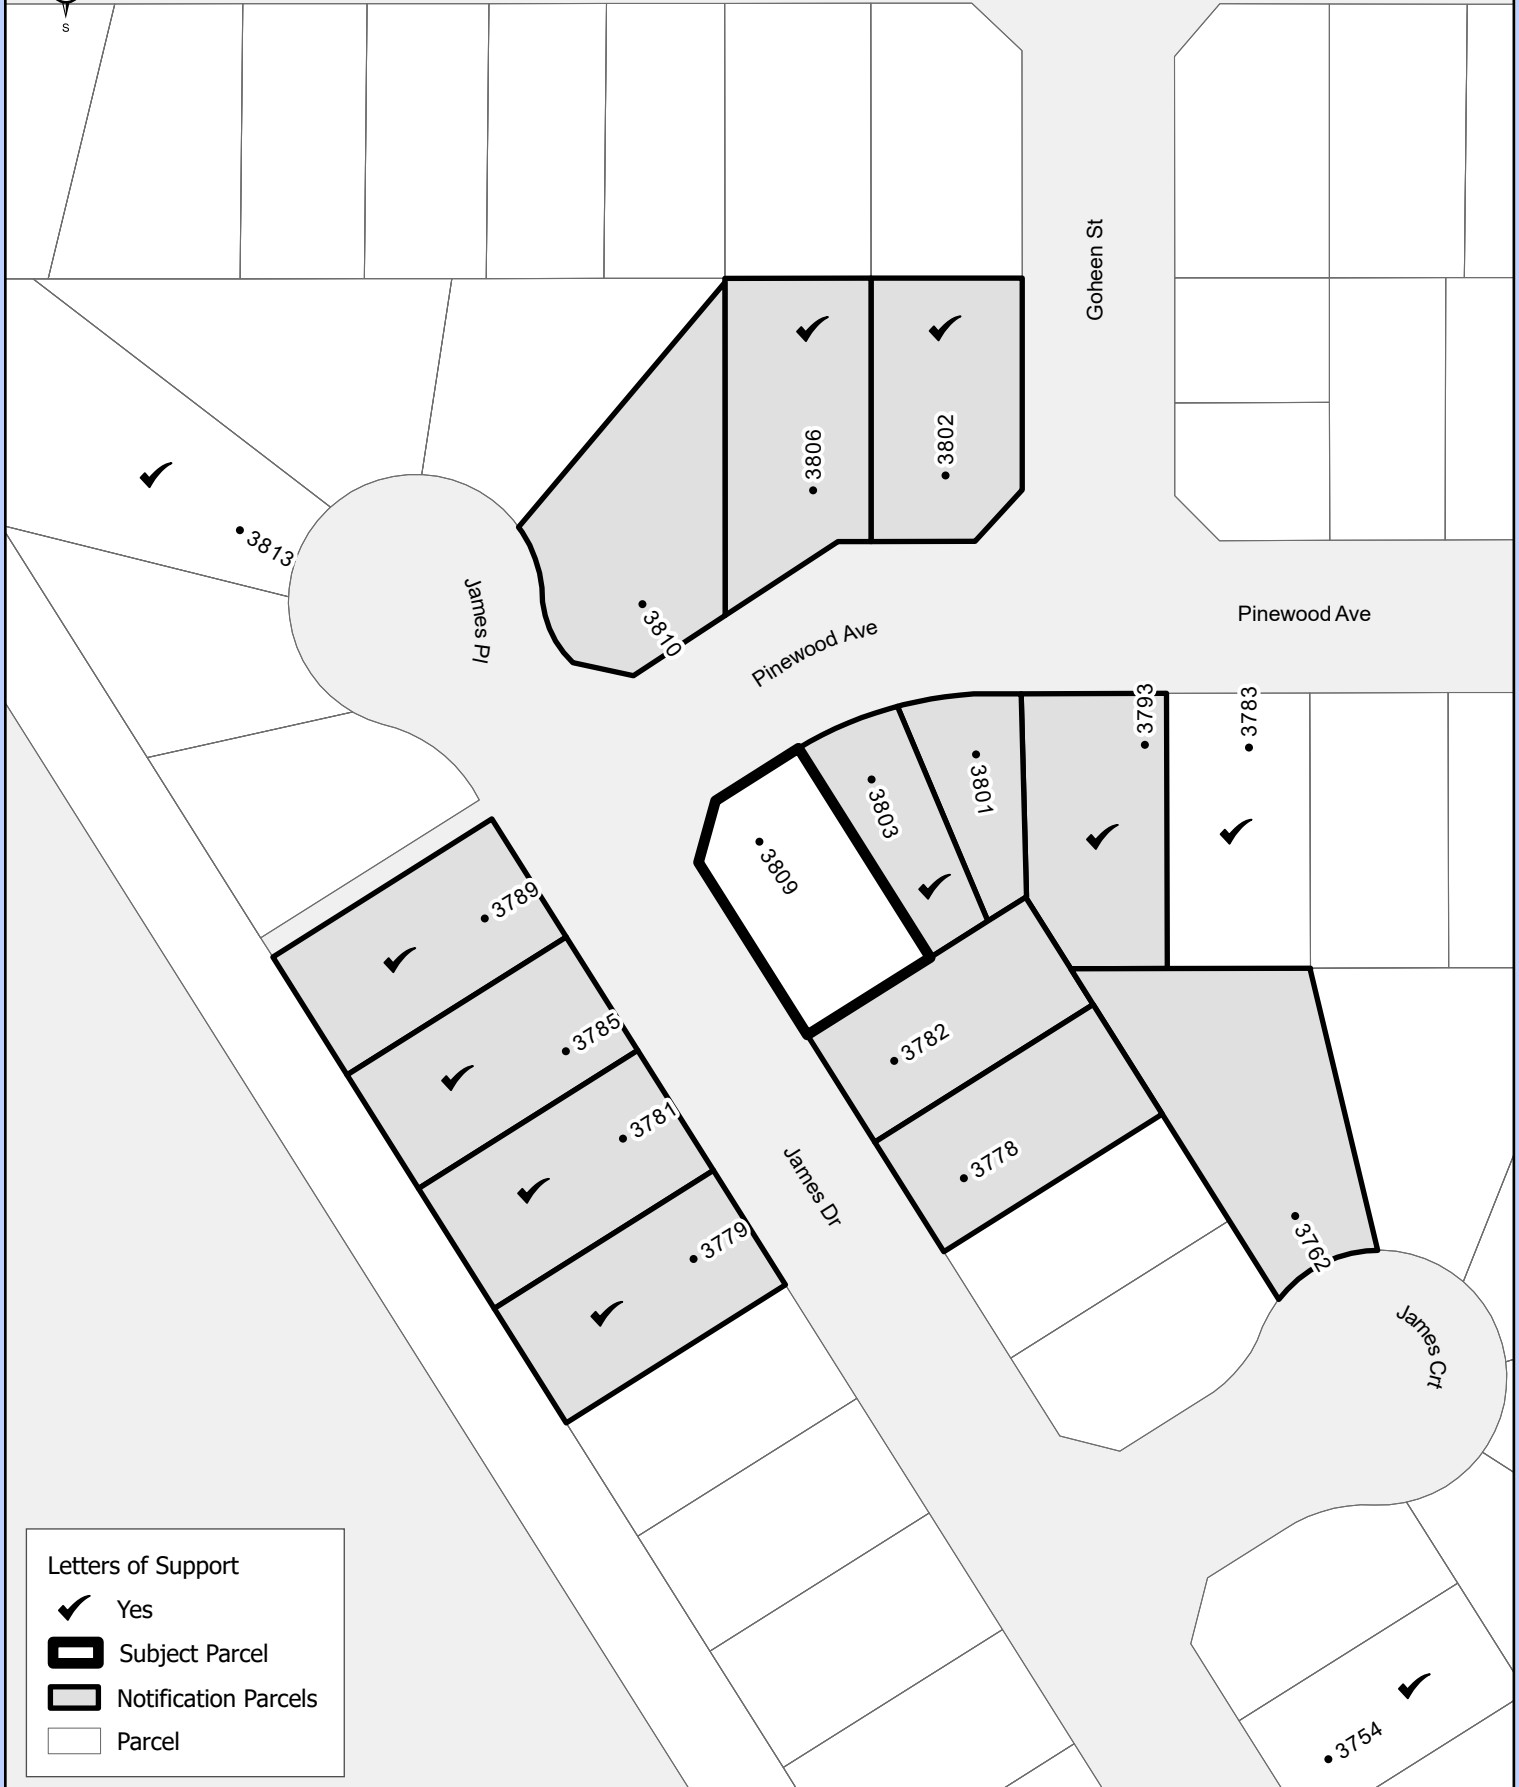 S
Goheen St
3806
3802
3813
James Pl
3810
Pinewood Ave
Pinewood Ave
3793
3783
3801
3803
3809
3789
3785
3782
3781
3778
James Dr
3779
3762
James Crt
Letters of Support
Yes
Subject Parcel
Notification Parcels
Parcel
3754